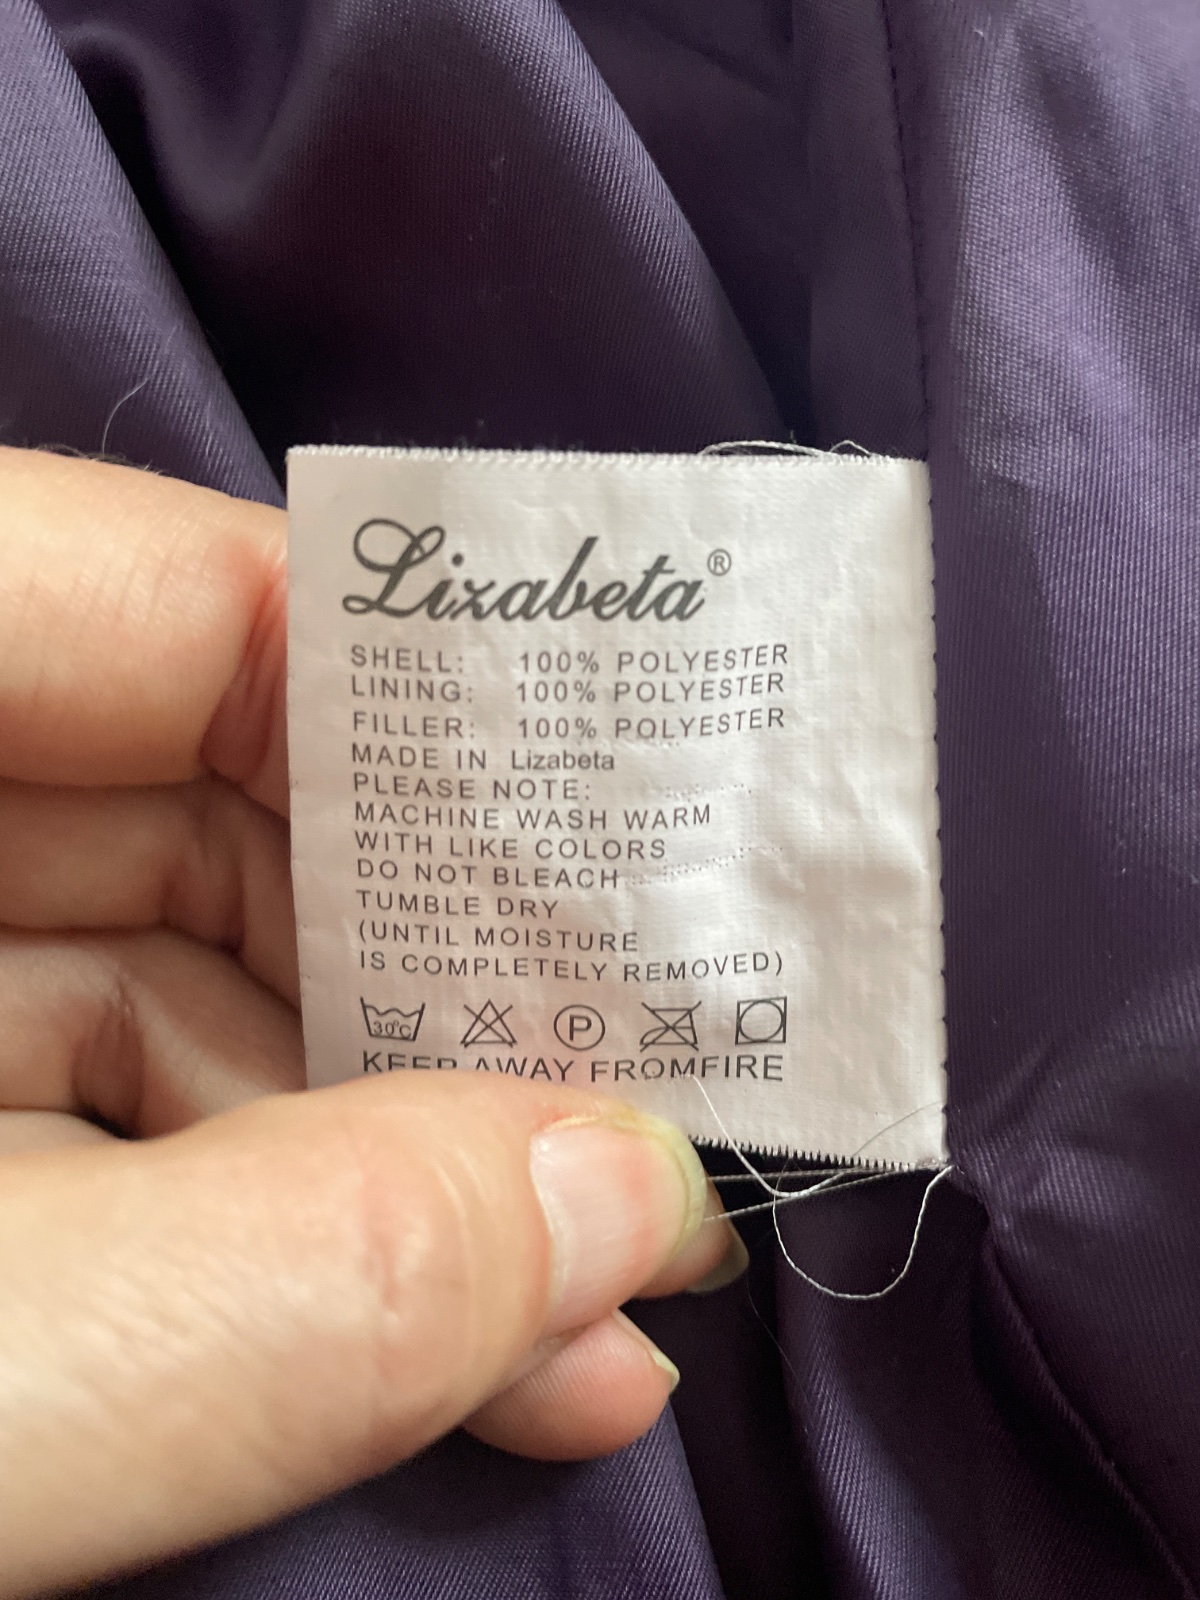 Lizabeta®
SHELL: 100% POLYESTER
LINING: 100% POLYESTER
FILLER: 100% POLYESTER
MADE IN Lizabeta
PLEASE NOTE:
MACHINE WASH WARM
WITH LIKE COLORS
DO NOT BLEACH
TUMBLE DRY
(UNTIL MOISTURE
IS COMPLETELY REMOVED)
30°C P
KEEP AWAY FROMFIRE